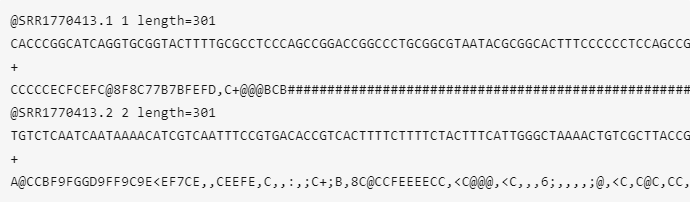 @SRR1770413.1 1 length=301
CACCCGGCATCAGGTGCGGTACTTTTGCGCCTCCCAGCCGGACCGGCCCTGCGGCGTAATACGCGGCACTTTCCCCCCTCCAGCCG
+
CCCCCECFCEFC@8F8C77B7BFEFD,C+@@@BCB###################################################
@SRR1770413.2 2 length=301
TGTCTCAATCAATAAAACATCGTCAATTTCCGTGACACCGTCACTTTTCTTTTCTACTTTCATTGGGCTAAAACTGTCGCTTACCG
+
A@CCBF9FGGD9FF9C9E<EF7CE,,CEEFE,C,,:,;C+;B,8C@CCFEEEECC,<C@@@,<C,,,6;,,,,;@,<C,C@C,CC,